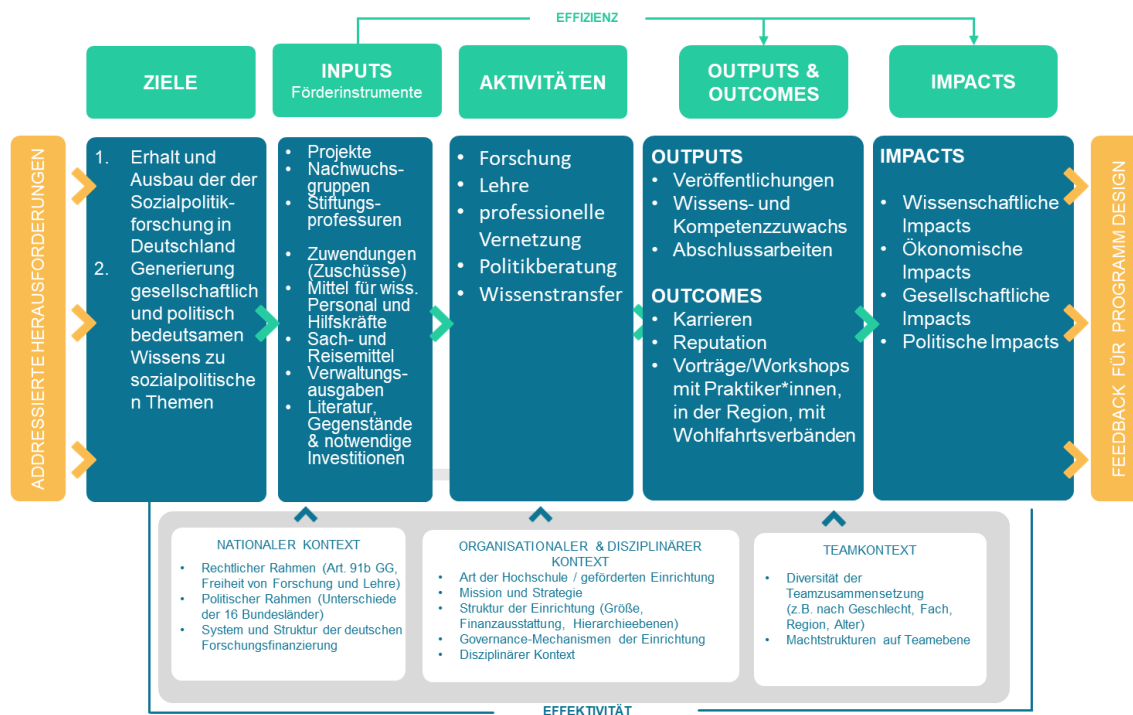 EFFIZIENZ
ZIELE
INPUTS
Förderinstrumente
AKTIVITÄTEN
OUTPUTS &
OUTCOMES
IMPACTS
ADDRESSIERTE HERAUSFORDERUNGEN
1. Erhalt und
Ausbau der der
Sozialpolitik-
forschung in
Deutschland
2. Generierung
gesellschaftlich
und politisch
bedeutsamen
Wissens zu
sozialpolitische
n Themen
• Projekte
• Nachwuchs-
gruppen
• Stiftungs-
professuren
• Zuwendungen
(Zuschüsse)
• Mittel für wiss.
Personal und
Hilfskräfte
• Sach- und
Reisemittel
• Verwaltungs-
ausgaben
• Literatur,
Gegenstände
& notwendige
Investitionen
• Forschung
• Lehre
• professionelle
Vernetzung
• Politikberatung
• Wissenstransfer
OUTPUTS
• Veröffentlichungen
• Wissens- und
Kompetenzzuwachs
• Abschlussarbeiten
OUTCOMES
• Karrieren
• Reputation
• Vorträge/Workshops
mit Praktiker*innen,
in der Region, mit
Wohlfahrtsverbänden
IMPACTS
• Wissenschaftliche
Impacts
• Ökonomische
Impacts
• Gesellschaftliche
Impacts
• Politische Impacts
FEEDBACK FÜR PROGRAMM DESIGN
NATIONALER KONTEXT
• Rechtlicher Rahmen (Art. 91b GG,
Freiheit von Forschung und Lehre)
• Politischer Rahmen (Unterschiede
der 16 Bundesländer)
• System und Struktur der deutschen
Forschungsfinanzierung
ORGANISATIONALER & DISZIPLINÄRER
KONTEXT
• Art der Hochschule / geförderten Einrichtung
• Mission und Strategie
• Struktur der Einrichtung (Größe,
Finanzausstattung, Hierarchieebenen)
• Governance-Mechanismen der Einrichtung
• Disziplinärer Kontext
TEAMKONTEXT
• Diversität der
Teamzusammensetzung
(z.B. nach Geschlecht, Fach,
Region, Alter)
• Machtstrukturen auf Teamebene
EFFEKTIVITÄT